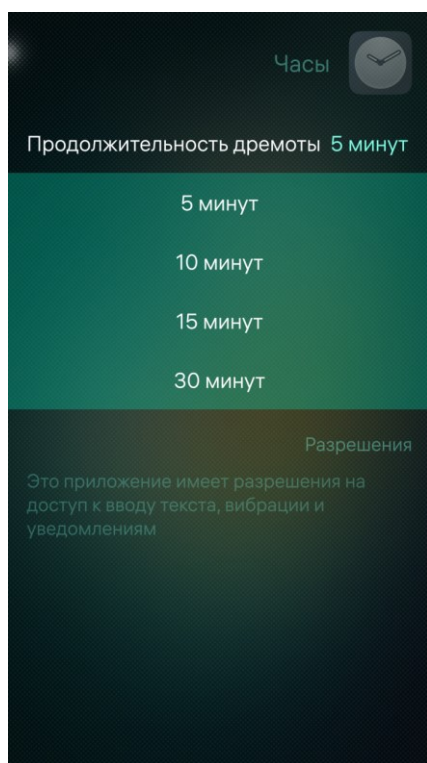 Часы
Продолжительность дремоты 5 минут
5 минут
10 минут
15 минут
30 минут
Разрешения
Это приложение имеет разрешения на
доступ к вводу текста, вибрации и
уведомлениям